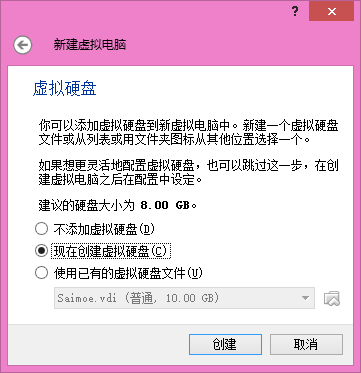 ?
新建虚拟电脑
虚拟硬盘
你可以添加虚拟硬盘到新虚拟电脑中。新建一个虚拟硬盘
文件或从列表或用文件夹图标从其他位置选择一个。
如果想更灵活地配置虚拟硬盘，也可以跳过这一步，在创
建虚拟电脑之后在配置中设定。
建议的硬盘大小为 8.00 GB。
不添加虚拟硬盘(D)
现在创建虚拟硬盘(C)
使用已有的虚拟硬盘文件(U)
Saimoe.vdi (普通, 10.00 GB)
创建
取消